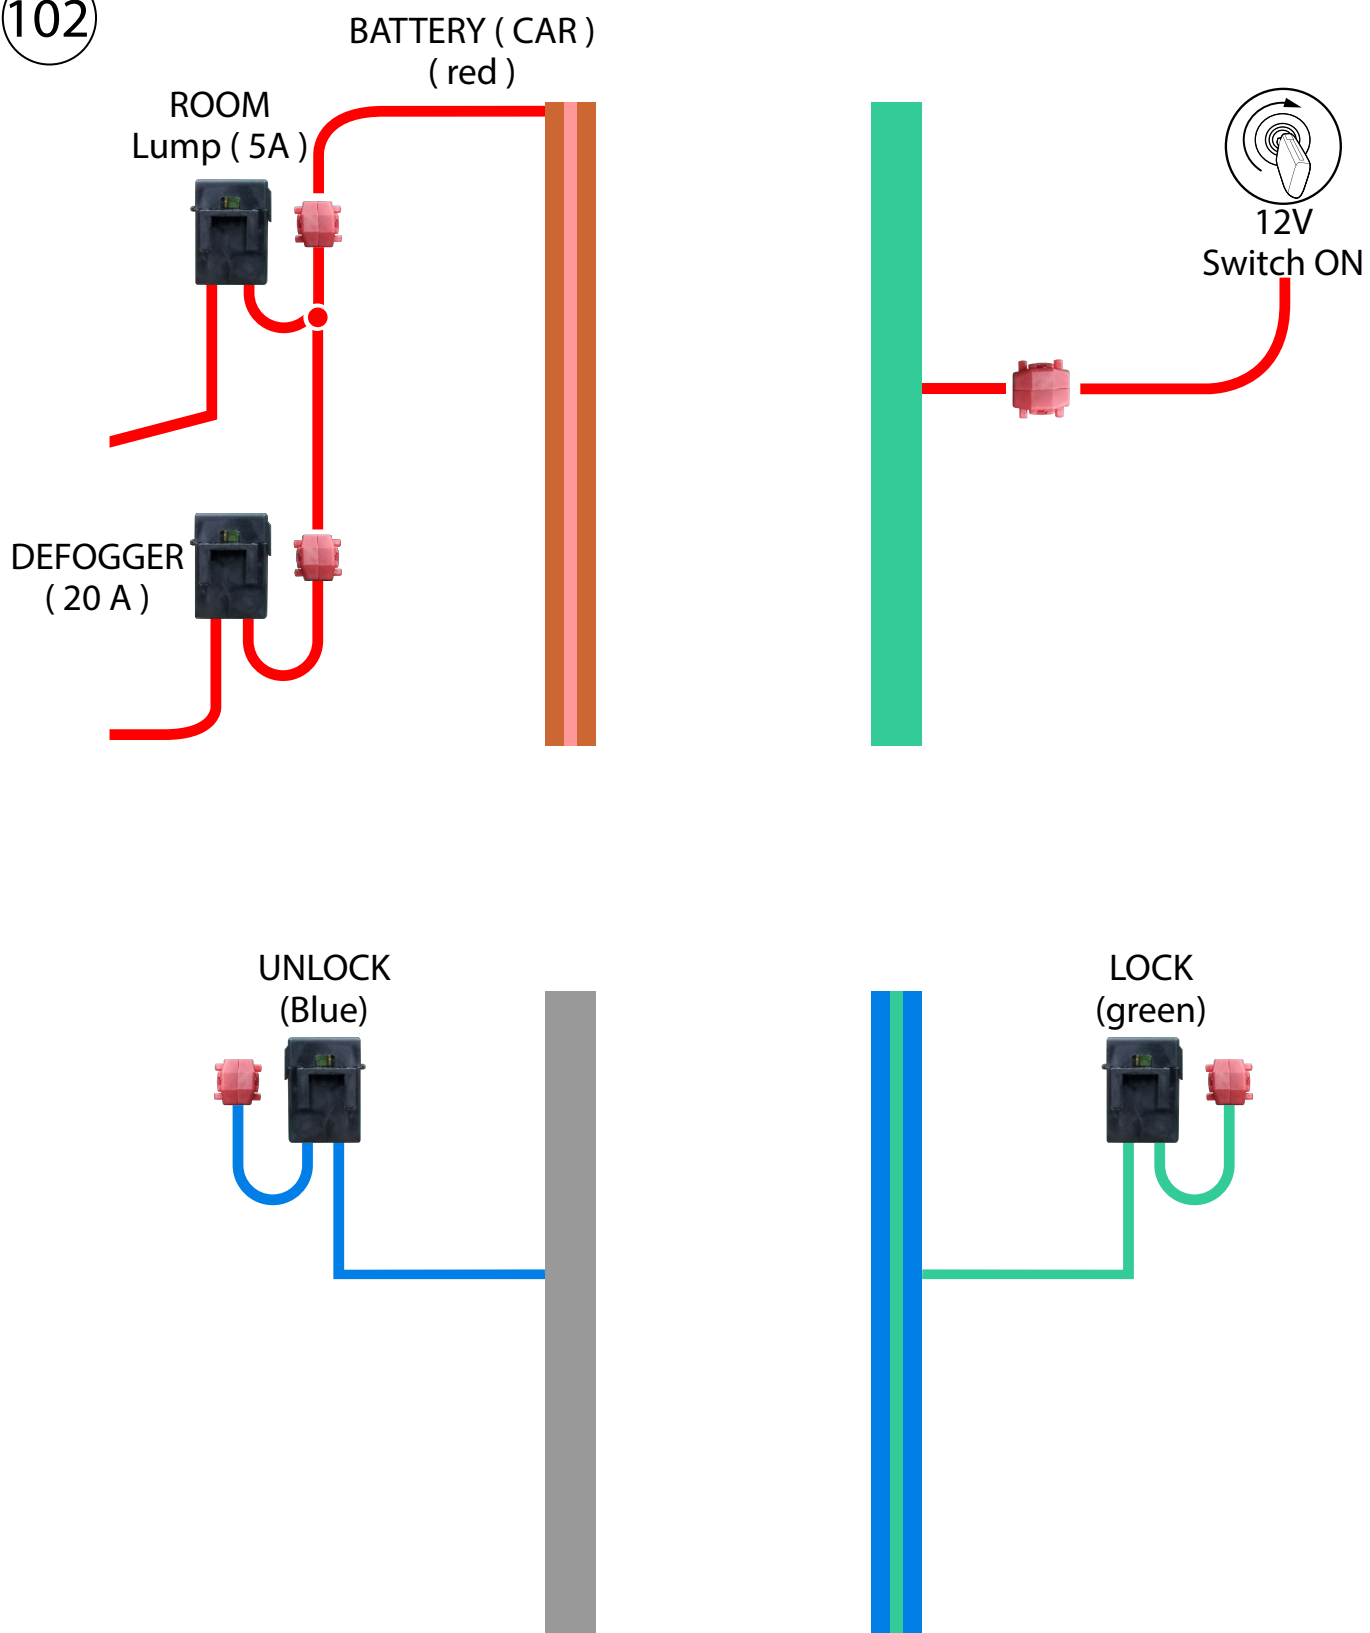 102
BATTERY ( CAR )
( red )
ROOM
Lump ( 5A )
12V
Switch ON
DEFOGGER
( 20 A )
UNLOCK
(Blue)
LOCK
(green)